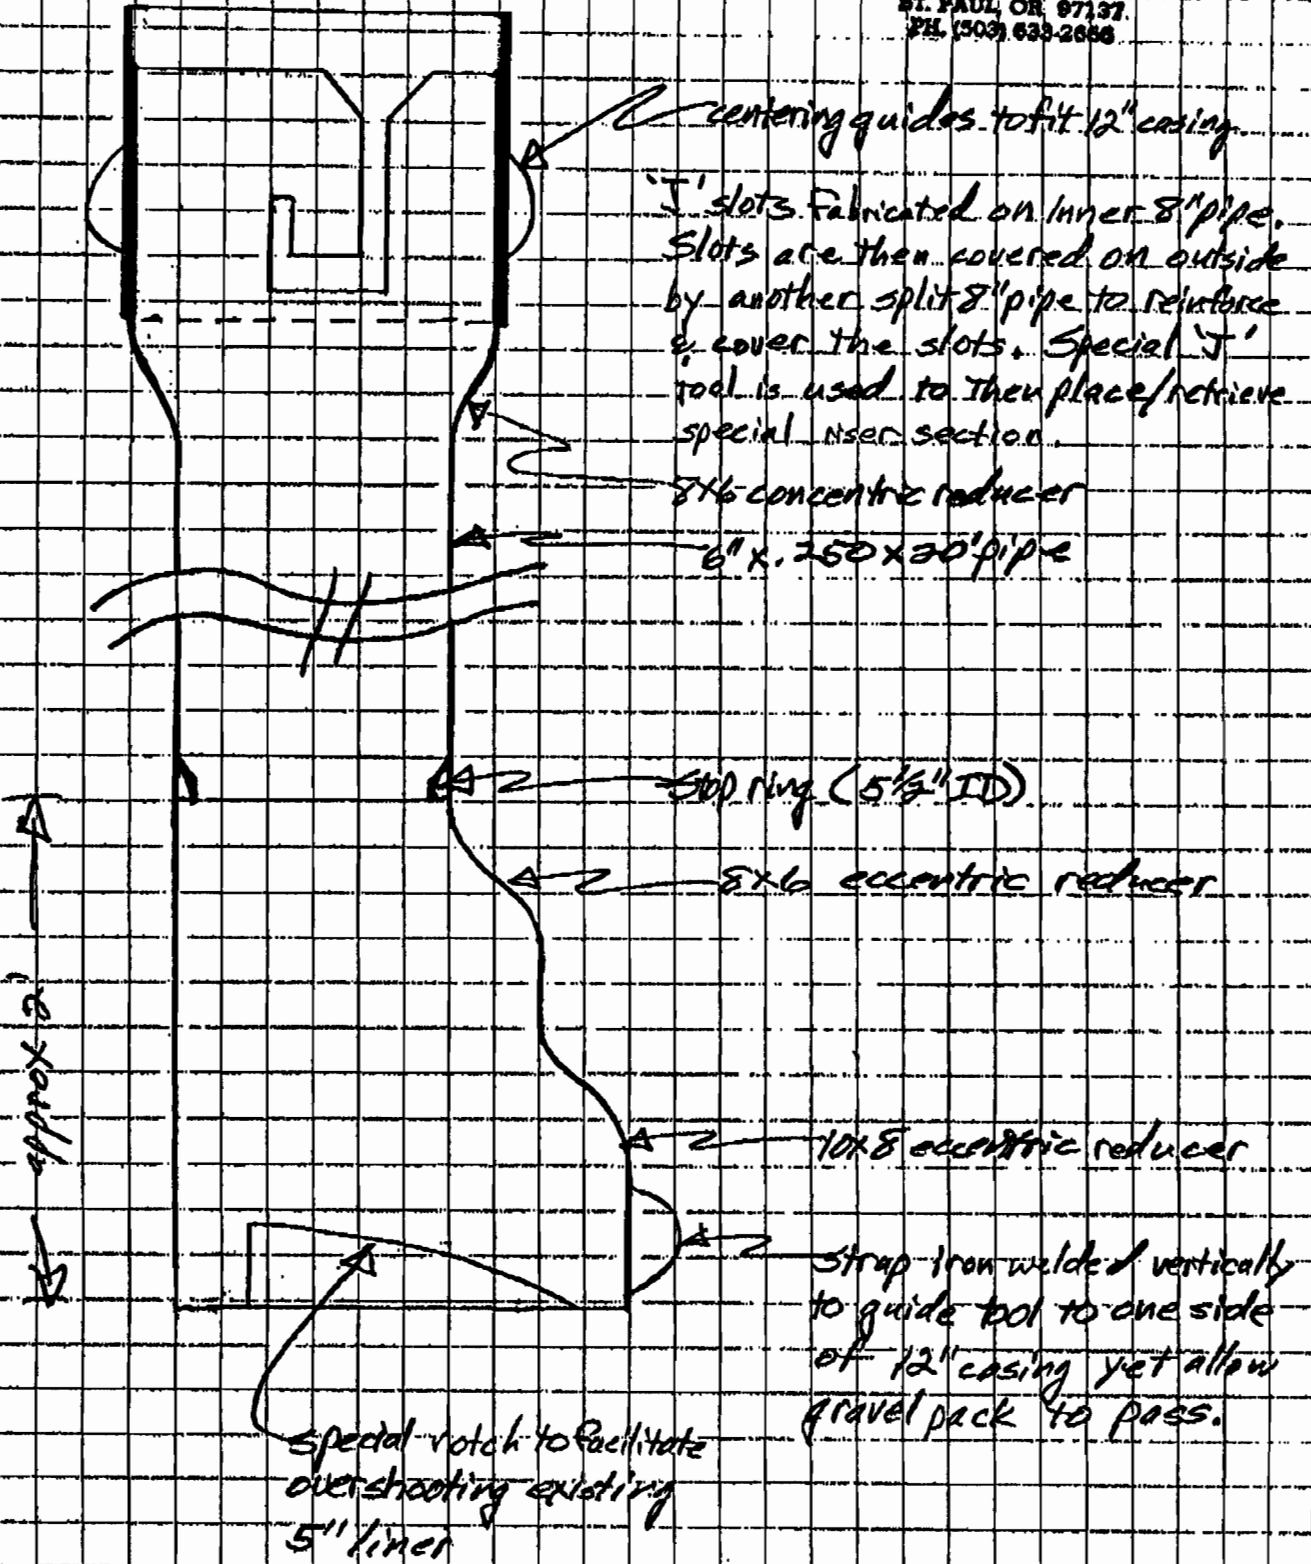 ST. PAUL, OR 97137
PH. (503) 633-2666
centering guides to fit 12" casing.
'J' slots Fabricated on inner 8" pipe.
Slots are then covered on outside
by another split 8" pipe to reinforce
& cover the slots. Special 'J'
tool is used to then place/retrieve
special riser section.
8x6 concentric reducer
6" x .250 x 20' pipe
stop ring (5 1/2" ID)
8x6 eccentric reducer
approx 2'
10x8 eccentric reducer
strap iron welded vertically
to guide tool to one side
of 12" casing yet allow
gravel pack to pass.
special notch to facilitate
overshooting existing
5" liner